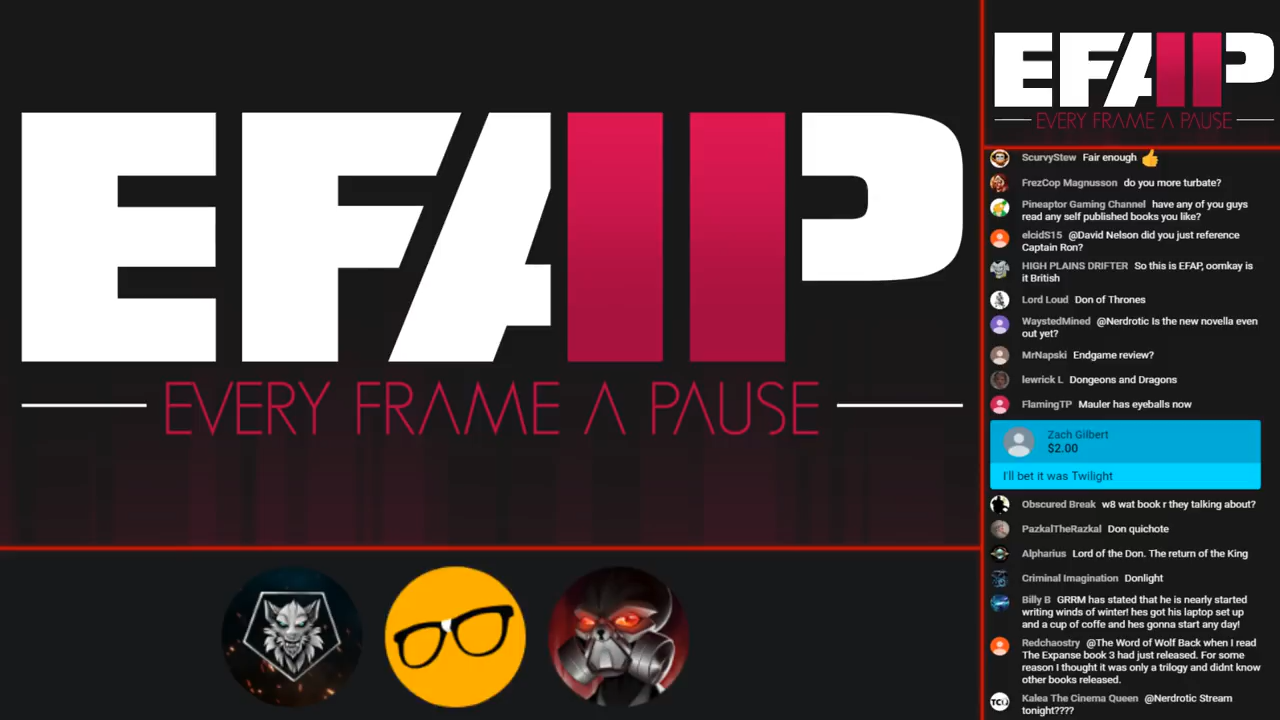 EFAP
EVERY FRAME A PAUSE
EFAP
EVERY FRAME A PAUSE
ScurvyStew Fair enough 👍
FrezCop Magnusson do you more turbate?
Pineaptor Gaming Channel have any of you guys
read any self published books you like?
elcidS15 @David Nelson did you just reference
Captain Ron?
HIGH PLAINS DRIFTER So this is EFAP, oomkay is
it British
Lord Loud Don of Thrones
WaystedMined @Nerdrotic Is the new novella even
out yet?
MrNapski Endgame review?
lewrick L Dongeons and Dragons
FlamingTP Mauler has eyeballs now
Zach Gilbert
$2.00
I'll bet it was Twilight
Obscured Break w8 wat book r they talking about?
PazkalTheRazkal Don quichote
Alpharius Lord of the Don. The return of the King
Criminal Imagination Donlight
Billy B GRRM has stated that he is nearly started
writing winds of winter! hes got his laptop set up
and a cup of coffe and hes gonna start any day!
Redchaostry @The Word of Wolf Back when I read
The Expanse book 3 had just released. For some
reason I thought it was only a trilogy and didnt know
other books released.
TCQ Kalea The Cinema Queen @Nerdrotic Stream
tonight????